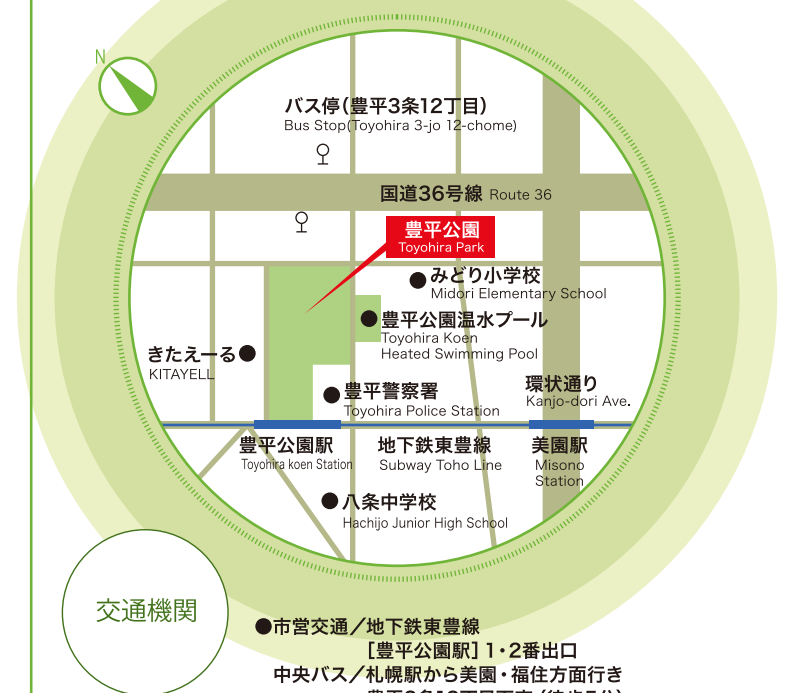 N
バス停(豊平3条12丁目)
Bus Stop(Toyohira 3-jo 12-chome)
国道36号線 Route 36
豊平公園
Toyohira Park
みどり小学校
Midori Elementary School
豊平公園温水プール
Toyohira Koen
Heated Swimming Pool
きたえーる
KITAYELL
豊平警察署
Toyohira Police Station
環状通り
Kanjo-dori Ave.
豊平公園駅
Toyohira koen Station
地下鉄東豊線
Subway Toho Line
美園駅
Misono
Station
八条中学校
Hachijo Junior High School
交通機関
●市営交通/地下鉄東豊線
[豊平公園駅]1・2番出口
中央バス/札幌駅から美園・福住方面行き